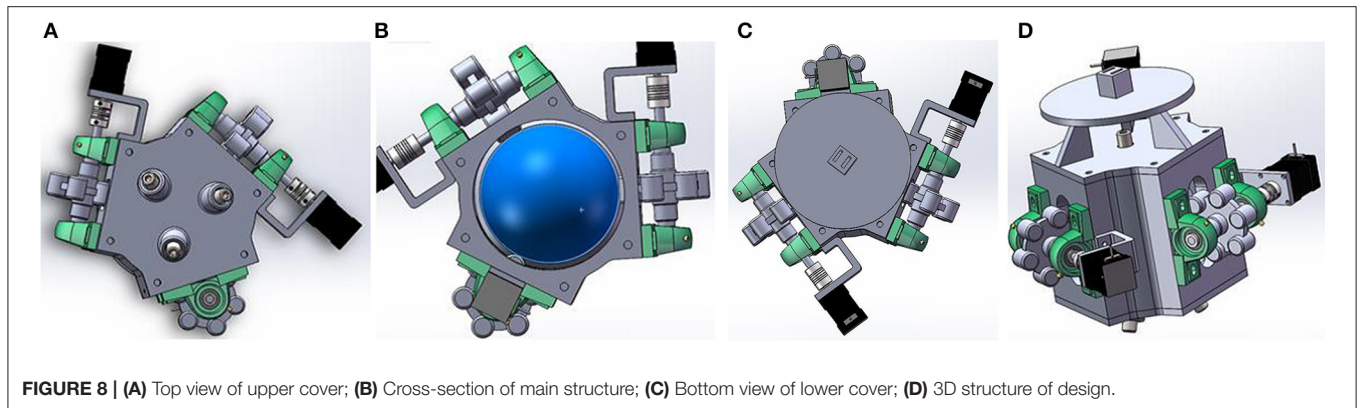 A
B
C
D
FIGURE 8 | (A) Top view of upper cover; (B) Cross-section of main structure; (C) Bottom view of lower cover; (D) 3D structure of design.